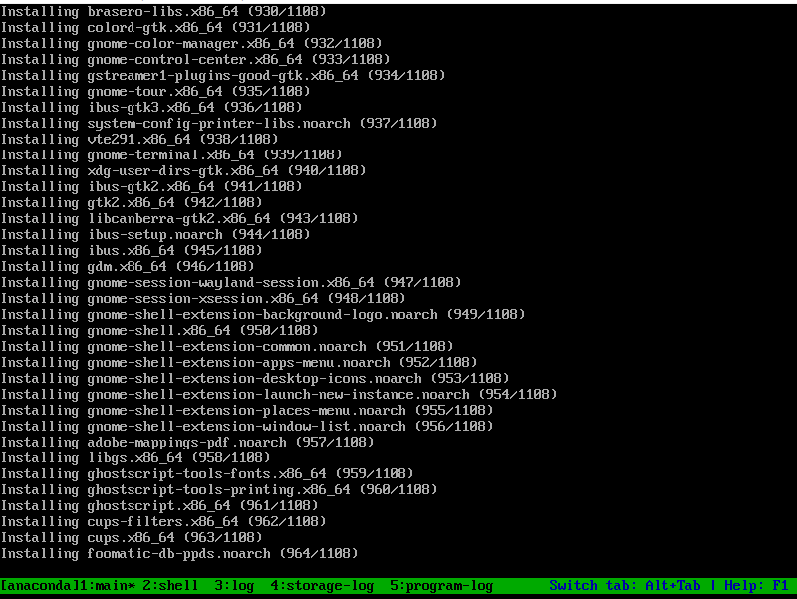 Installing brasero-libs.x86_64 (930/1108)
Installing colord-gtk.x86_64 (931/1108)
Installing gnome-color-manager.x86_64 (932/1108)
Installing gnome-control-center.x86_64 (933/1108)
Installing gstreamer1-plugins-good-gtk.x86_64 (934/1108)
Installing gnome-tour.x86_64 (935/1108)
Installing ibus-gtk3.x86_64 (936/1108)
Installing system-config-printer-libs.noarch (937/1108)
Installing vte291.x86_64 (938/1108)
Installing gnome-terminal.x86_64 (939/1108)
Installing xdg-user-dirs-gtk.x86_64 (940/1108)
Installing ibus-gtk2.x86_64 (941/1108)
Installing gtk2.x86_64 (942/1108)
Installing libcanberra-gtk2.x86_64 (943/1108)
Installing ibus-setup.noarch (944/1108)
Installing ibus.x86_64 (945/1108)
Installing gdm.x86_64 (946/1108)
Installing gnome-session-wayland-session.x86_64 (947/1108)
Installing gnome-session-xsession.x86_64 (948/1108)
Installing gnome-shell-extension-background-logo.noarch (949/1108)
Installing gnome-shell.x86_64 (950/1108)
Installing gnome-shell-extension-common.noarch (951/1108)
Installing gnome-shell-extension-apps-menu.noarch (952/1108)
Installing gnome-shell-extension-desktop-icons.noarch (953/1108)
Installing gnome-shell-extension-launch-new-instance.noarch (954/1108)
Installing gnome-shell-extension-places-menu.noarch (955/1108)
Installing gnome-shell-extension-window-list.noarch (956/1108)
Installing adobe-mappings-pdf.noarch (957/1108)
Installing libgs.x86_64 (958/1108)
Installing ghostscript-tools-fonts.x86_64 (959/1108)
Installing ghostscript-tools-printing.x86_64 (960/1108)
Installing ghostscript.x86_64 (961/1108)
Installing cups-filters.x86_64 (962/1108)
Installing cups.x86_64 (963/1108)
Installing foomatic-db-ppds.noarch (964/1108)
[anaconda]1:main* 2:shell  3:log  4:storage-log  5:program-log       Switch tab: Alt+Tab | Help: F1